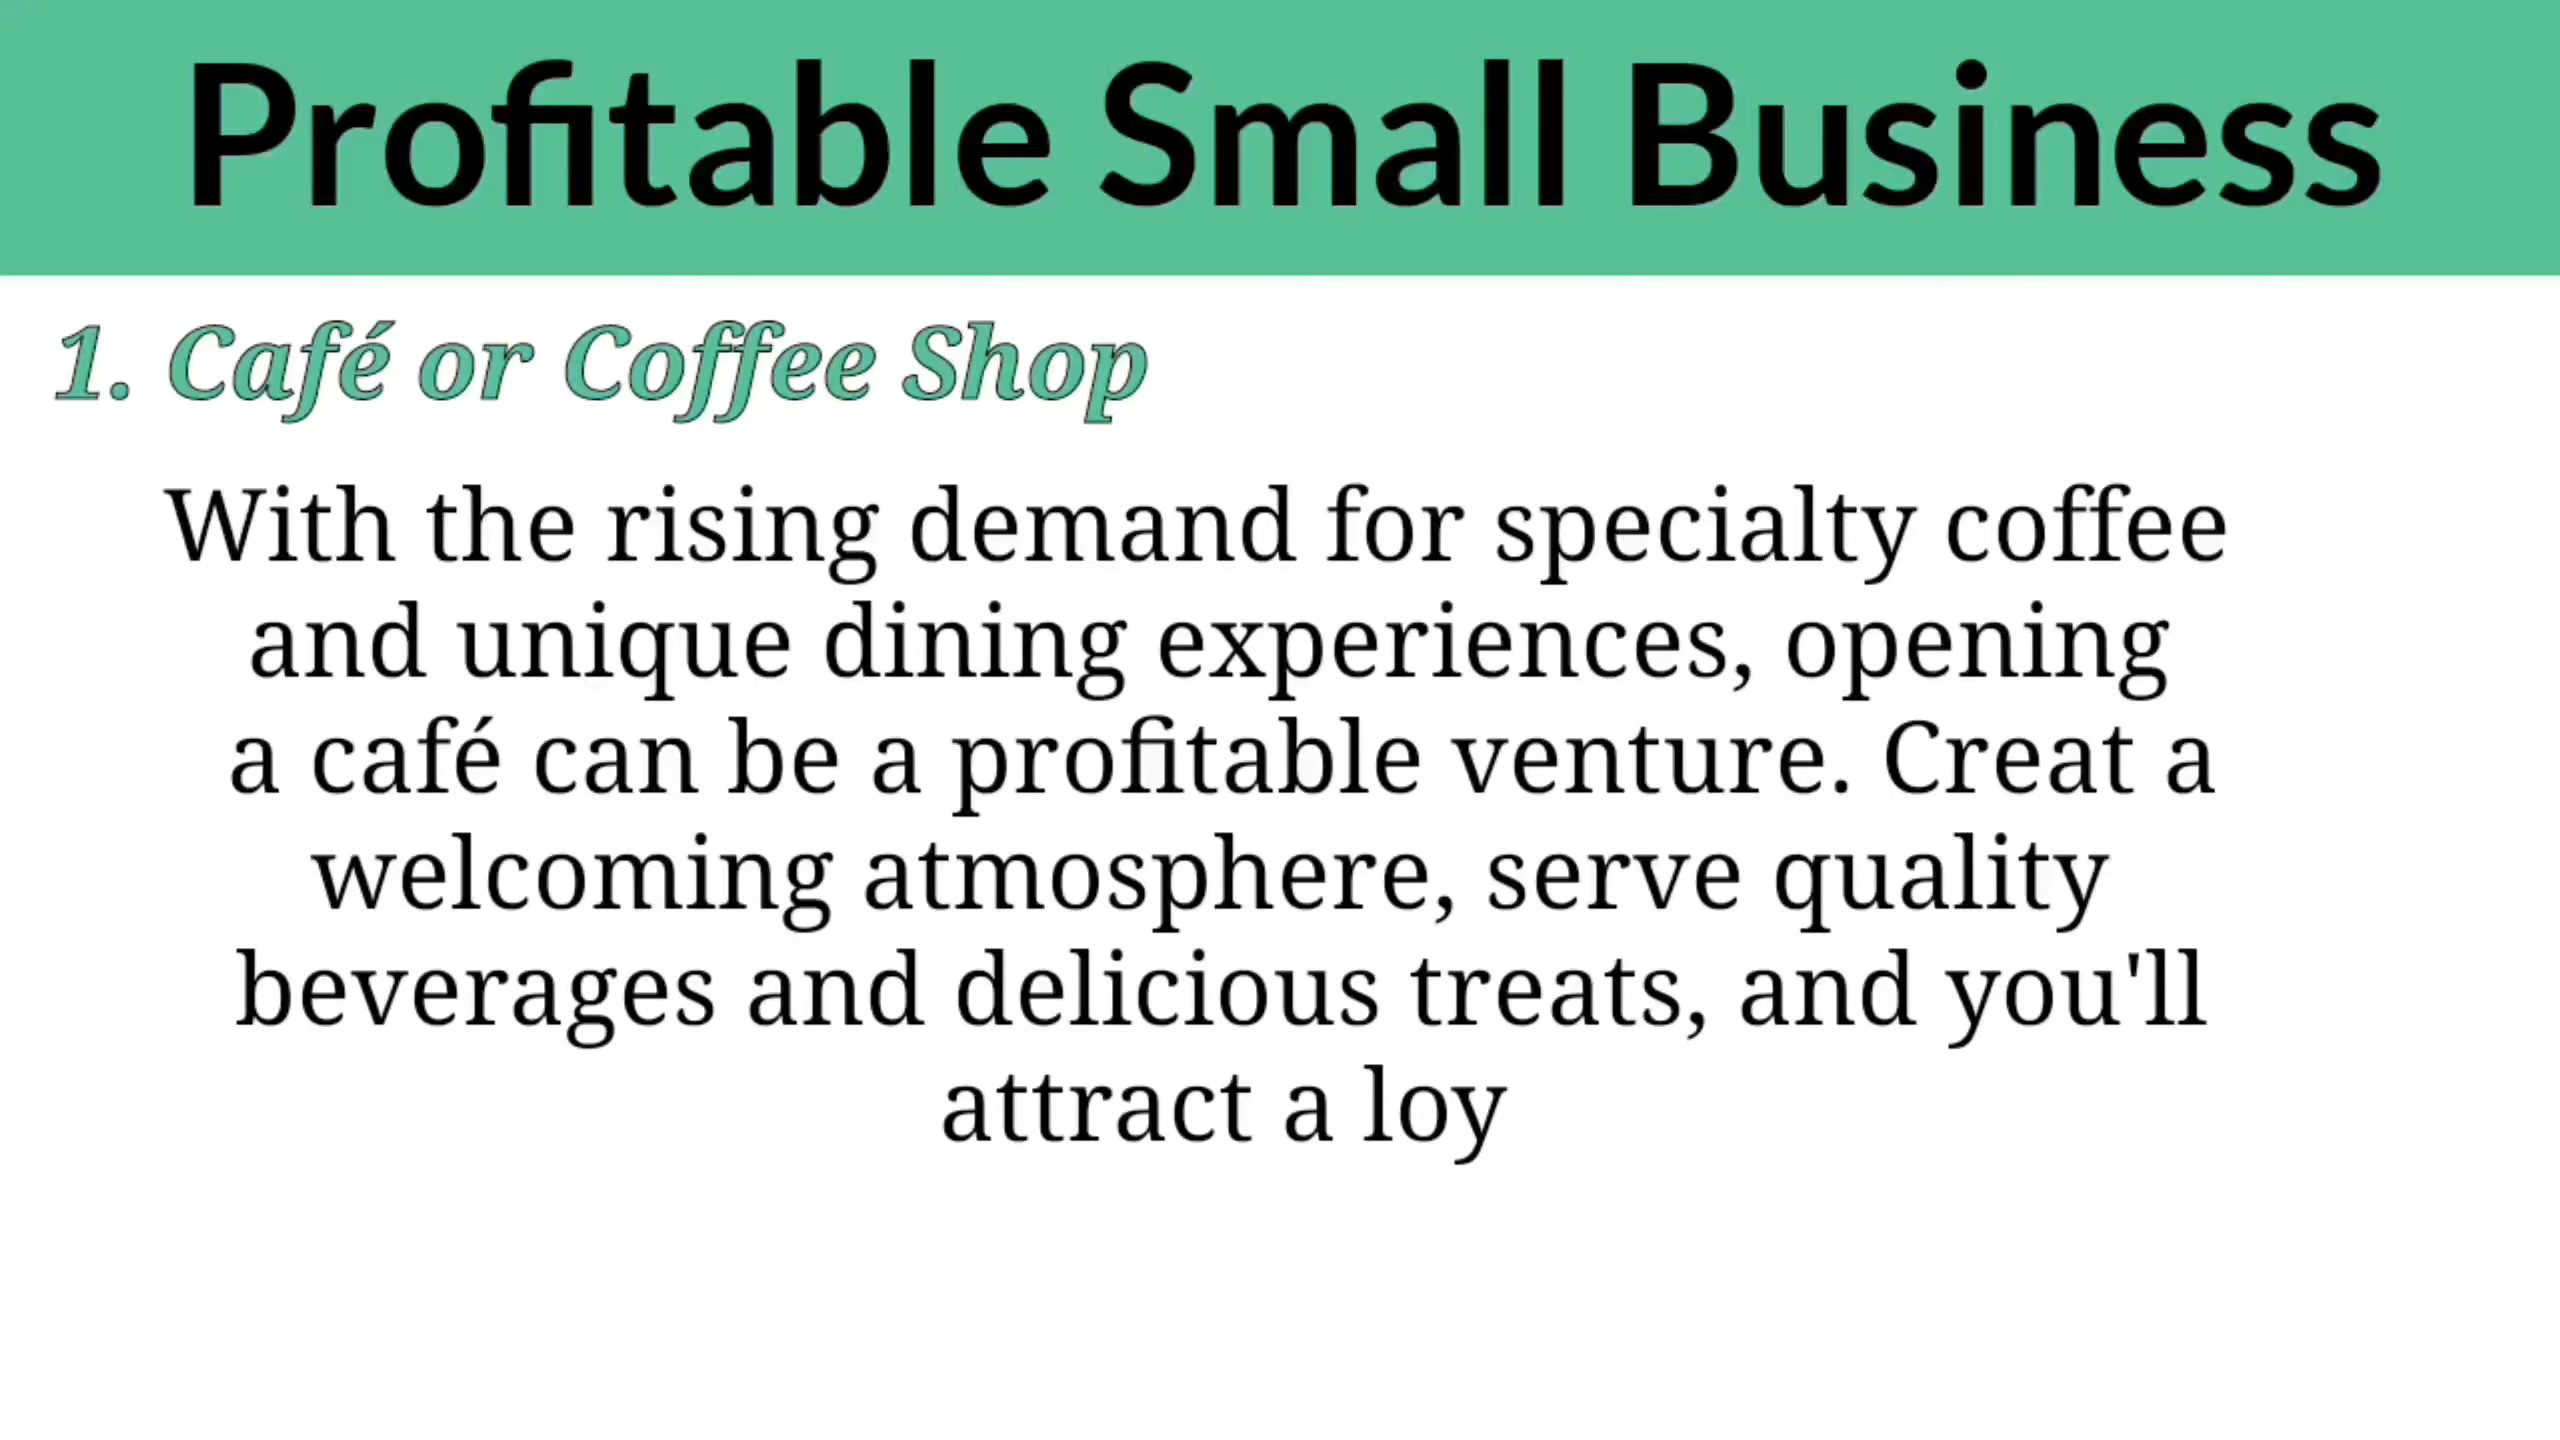 Profitable Small Business
1. Café or Coffee Shop
With the rising demand for specialty coffee
and unique dining experiences, opening
a café can be a profitable venture. Creat a
welcoming atmosphere, serve quality
beverages and delicious treats, and you'll
attract a loy